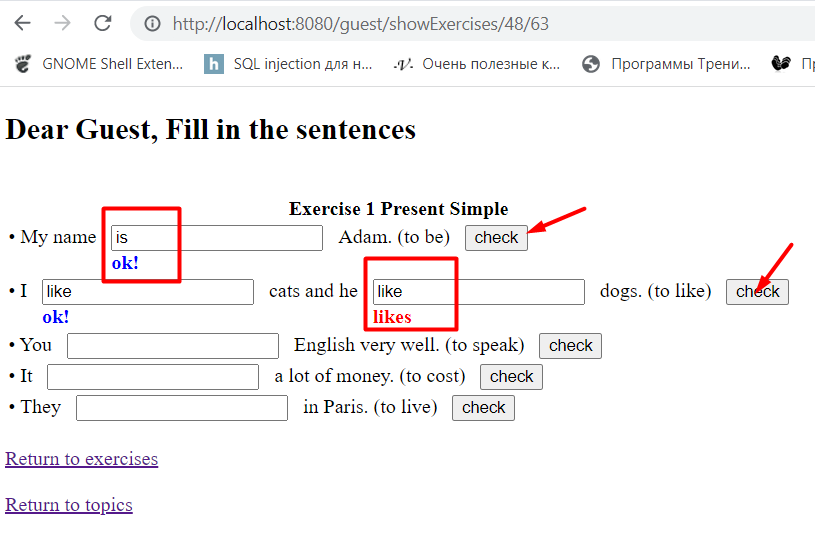 http://localhost:8080/guest/showExercises/48/63
GNOME Shell Exten... SQL injection для н... .v. Очень полезные к... Программы Трени... Пр
Dear Guest, Fill in the sentences
Exercise 1 Present Simple
• My name is Adam. (to be) check
ok!
• I like cats and he like dogs. (to like) check
ok! likes
• You English very well. (to speak) check
• It a lot of money. (to cost) check
• They in Paris. (to live) check
Return to exercises
Return to topics